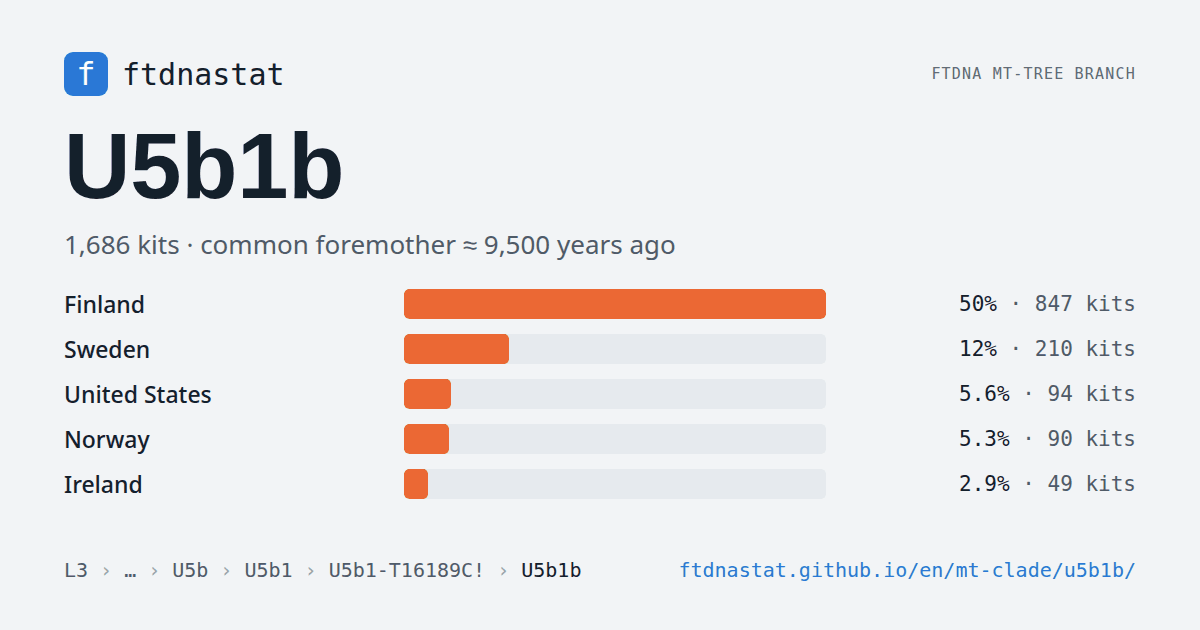 f ftdnastat
FTDNA MT-TREE BRANCH
U5b1b
1,686 kits · common foremother ≈ 9,500 years ago
Finland 50% · 847 kits
Sweden 12% · 210 kits
United States 5.6% · 94 kits
Norway 5.3% · 90 kits
Ireland 2.9% · 49 kits
L3 › … › U5b › U5b1 › U5b1-T16189C! › U5b1b
ftdnastat.github.io/en/mt-clade/u5b1b/